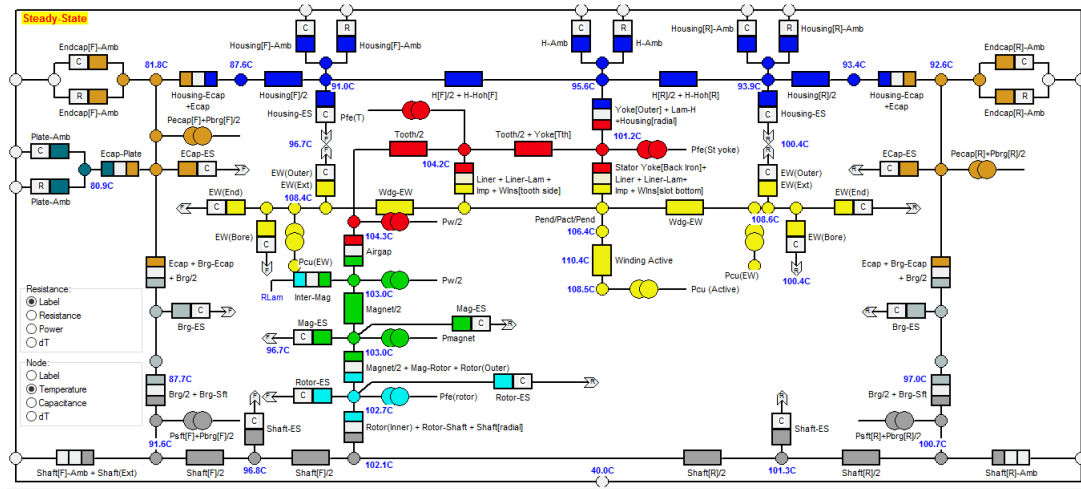 Steady-State
C
R
C
R
C
R
Housing[F]-Amb
Housing[F]-Amb
H-Amb
H-Amb
Housing[R]-Amb
Housing[R]-Amb
Endcap[F]-Amb
C
R
Endcap[F]-Amb
81.8C
87.6C
Housing-Ecap
+Ecap
Housing[F]/2
91.0C
H[F]/2 + H-Hoh[F]
95.6C
H[R]/2 + H-Hoh[R]
93.9C
Housing[R]/2
93.4C
Housing-Ecap
+Ecap
92.6C
Endcap[R]-Amb
C
R
Endcap[R]-Amb
Housing-ES
C
F
96.7C
Pfe(T)
Yoke[Outer] + Lam-H
+Housing[radial]
101.2C
Housing-ES
C
R
100.4C
Pecap[F]+Pbrg[F]/2
Plate-Amb
C
R
Plate-Amb
Ecap-Plate
80.9C
ECap-ES
C
F
Tooth/2
104.2C
Tooth/2 + Yoke[Tth]
Pfe(St yoke)
ECap-ES
C
R
Pecap[R]+Pbrg[R]/2
Liner + Liner-Lam +
Imp + Wlns[tooth side]
Stator Yoke[Back Iron]+
Liner + Liner-Lam+
Imp + Wlns[slot bottom]
EW(Outer)
F
C
EW(Ext)
EW(End)
F
C
108.4C
Wdg-EW
EW(Outer)
R
C
EW(Ext)
EW(End)
C
R
108.6C
Wdg-EW
EW(Bore)
C
F
Pcu(EW)
Pw/2
104.3C
Airgap
Pend/Pact/Pend
106.4C
110.4C
Winding Active
108.5C
Pcu (Active)
Pcu(EW)
EW(Bore)
C
R
100.4C
Ecap + Brg-Ecap
+ Brg/2
Ecap + Brg-Ecap
+ Brg/2
RLam
Inter-Mag
103.0C
Pw/2
Magnet/2
Resistance:
Label
Resistance
Power
dT
Brg-ES
C
F
Brg-ES
C
R
Mag-ES
F
C
96.7C
Mag-ES
C
R
Pmagnet
103.0C
Magnet/2 + Mag-Rotor + Rotor(Outer)
Node:
Label
Temperature
Capacitance
dT
87.7C
Brg/2 + Brg-Sft
Rotor-ES
F
C
102.7C
Pfe(rotor)
C
R
Rotor-ES
97.0C
Brg/2 + Brg-Sft
Psft[F]+Pbrg[F]/2
F
C
Shaft-ES
Rotor(Inner) + Rotor-Shaft + Shaft[radial]
R
C
Shaft-ES
Psft[R]+Pbrg[R]/2
91.6C
100.7C
Shaft[F]-Amb + Shaft(Ext)
Shaft[F]/2
96.8C
Shaft[F]/2
102.1C
40.0C
Shaft[R]/2
101.3C
Shaft[R]/2
Shaft[R]-Amb